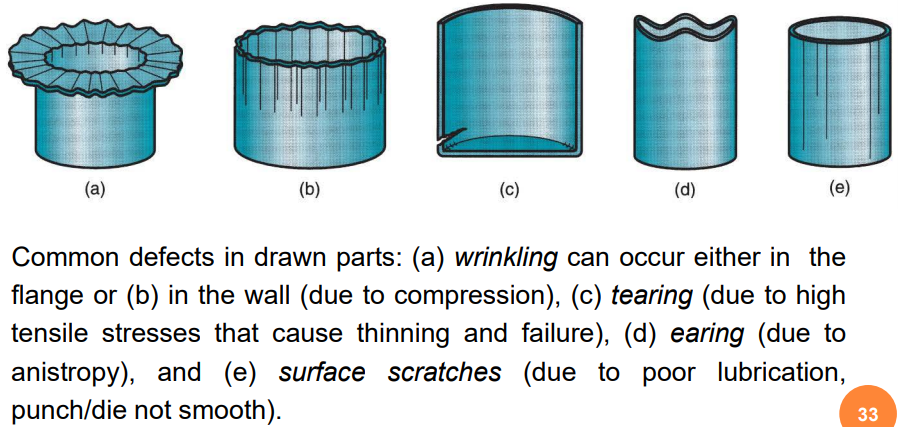 (a) (b) (c) (d) (e)
Common defects in drawn parts: (a) wrinkling can occur either in the
flange or (b) in the wall (due to compression), (c) tearing (due to high
tensile stresses that cause thinning and failure), (d) earing (due to
anistropy), and (e) surface scratches (due to poor lubrication,
punch/die not smooth).
33